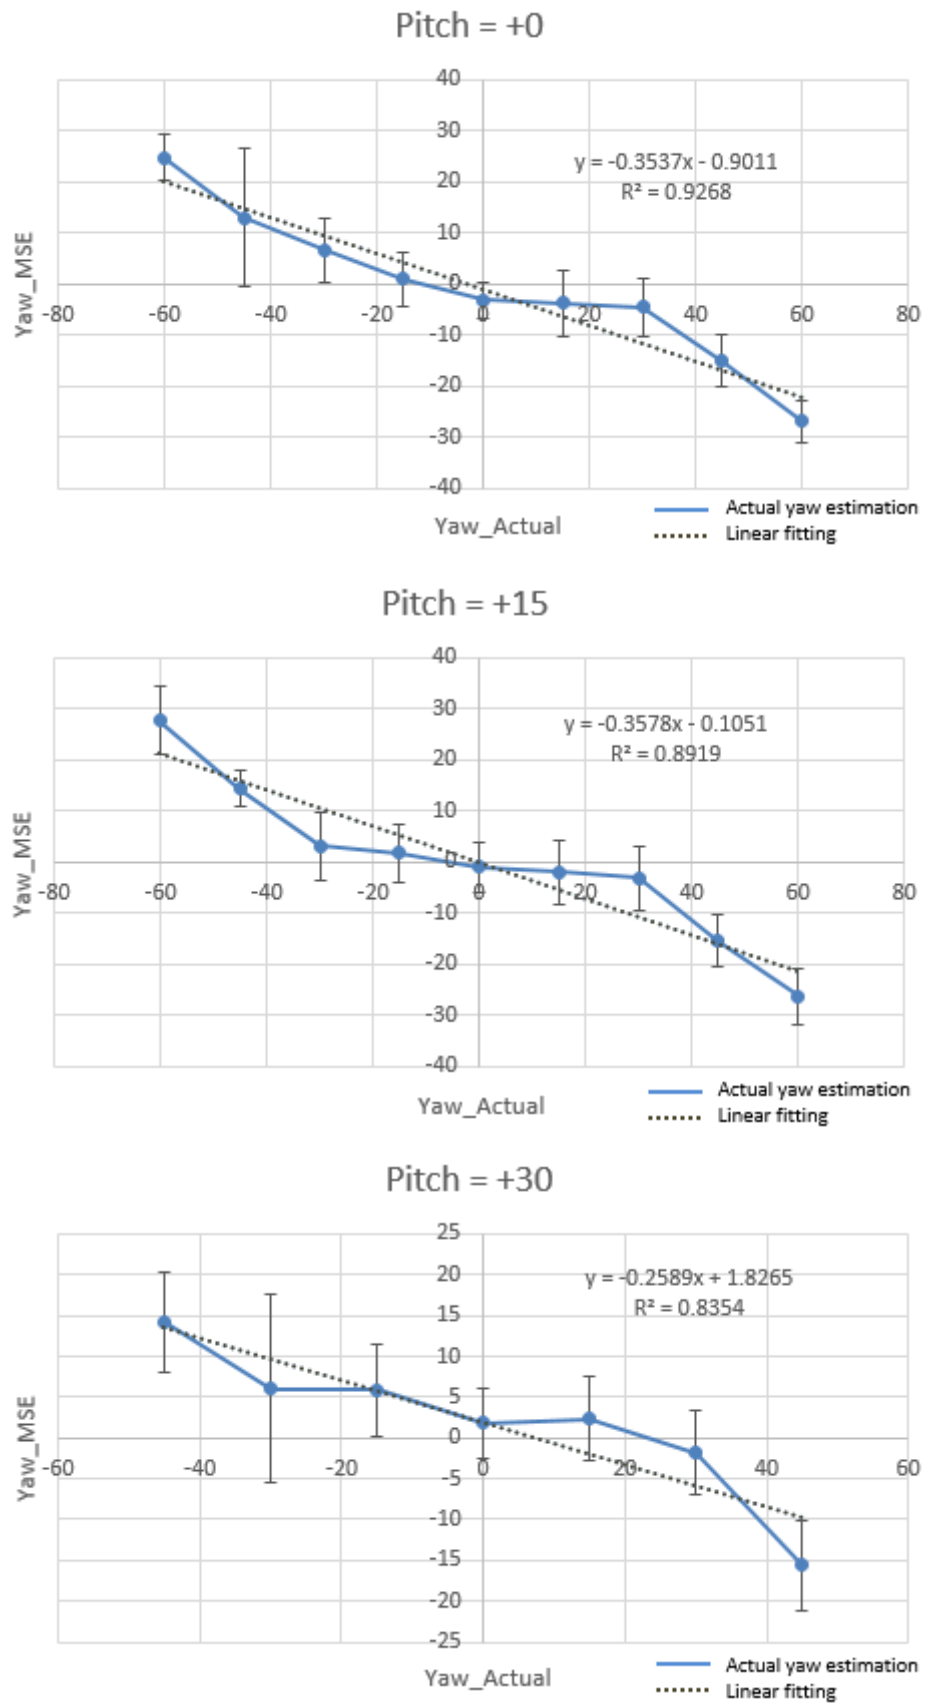 Pitch = +0
40
30
20
10
0
-10
-20
-30
-40
-80 -60 -40 -20 0 20 40 60 80
y = -0.3537x - 0.9011
R² = 0.9268
Yaw_MSE
Yaw_Actual
Actual yaw estimation
Linear fitting
Pitch = +15
40
30
20
10
0
-10
-20
-30
-40
-80 -60 -40 -20 0 20 40 60 80
y = -0.3578x - 0.1051
R² = 0.8919
Yaw_MSE
Yaw_Actual
Actual yaw estimation
Linear fitting
Pitch = +30
25
20
15
10
5
0
-5
-10
-15
-20
-25
-60 -40 -20 0 20 40 60
y = -0.2589x + 1.8265
R² = 0.8354
Yaw_MSE
Yaw_Actual
Actual yaw estimation
Linear fitting